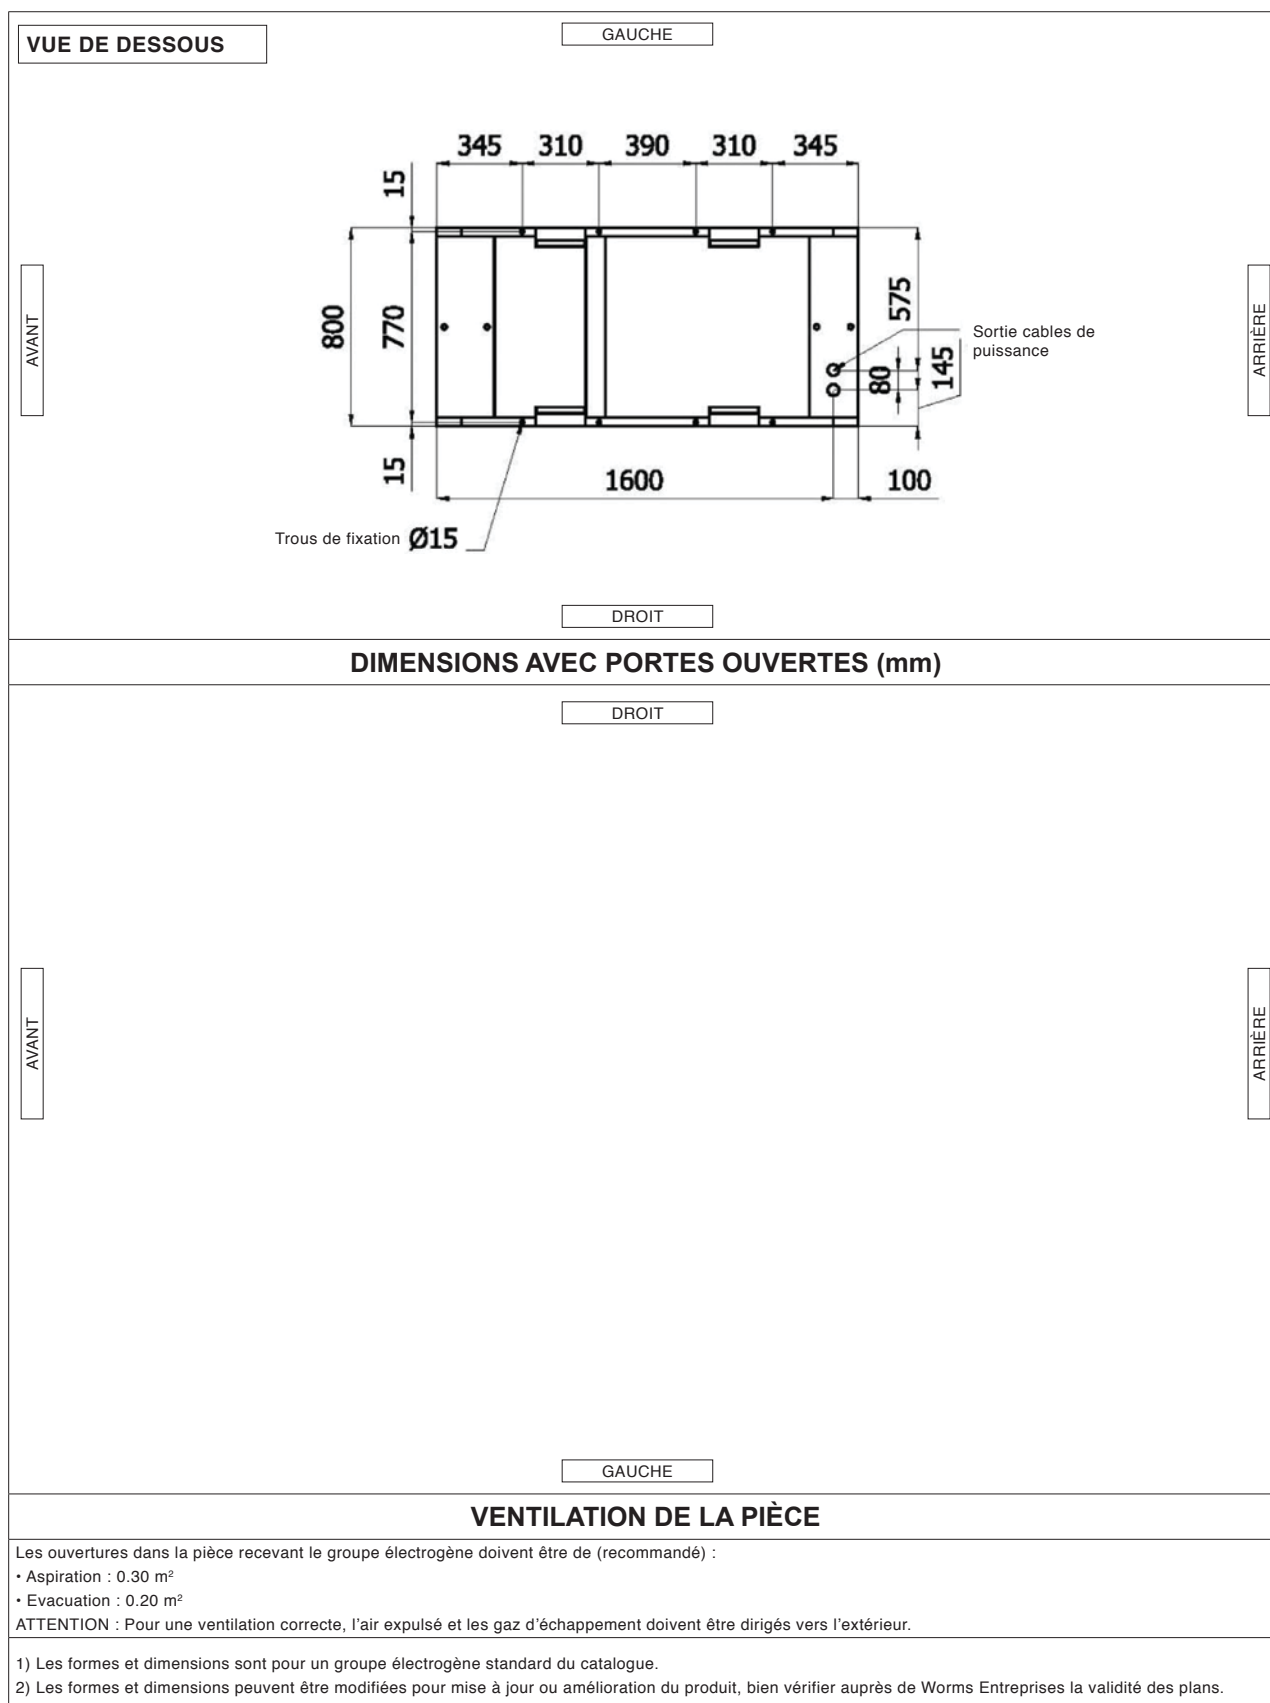 VUE DE DESSOUS
GAUCHE
345 310 390 310 345
15
800
770
15
AVANT
575
Sortie cables de
puissance
80
145
ARRIÈRE
1600 100
Trous de fixation Ø15
DROIT
DIMENSIONS AVEC PORTES OUVERTES (mm)
DROIT
AVANT
ARRIÈRE
GAUCHE
VENTILATION DE LA PIÈCE
Les ouvertures dans la pièce recevant le groupe électrogène doivent être de (recommandé) :
• Aspiration : 0.30 m²
• Evacuation : 0.20 m²
ATTENTION : Pour une ventilation correcte, l’air expulsé et les gaz d’échappement doivent être dirigés vers l’extérieur.
1) Les formes et dimensions sont pour un groupe électrogène standard du catalogue.
2) Les formes et dimensions peuvent être modifiées pour mise à jour ou amélioration du produit, bien vérifier auprès de Worms Entreprises la validité des plans.